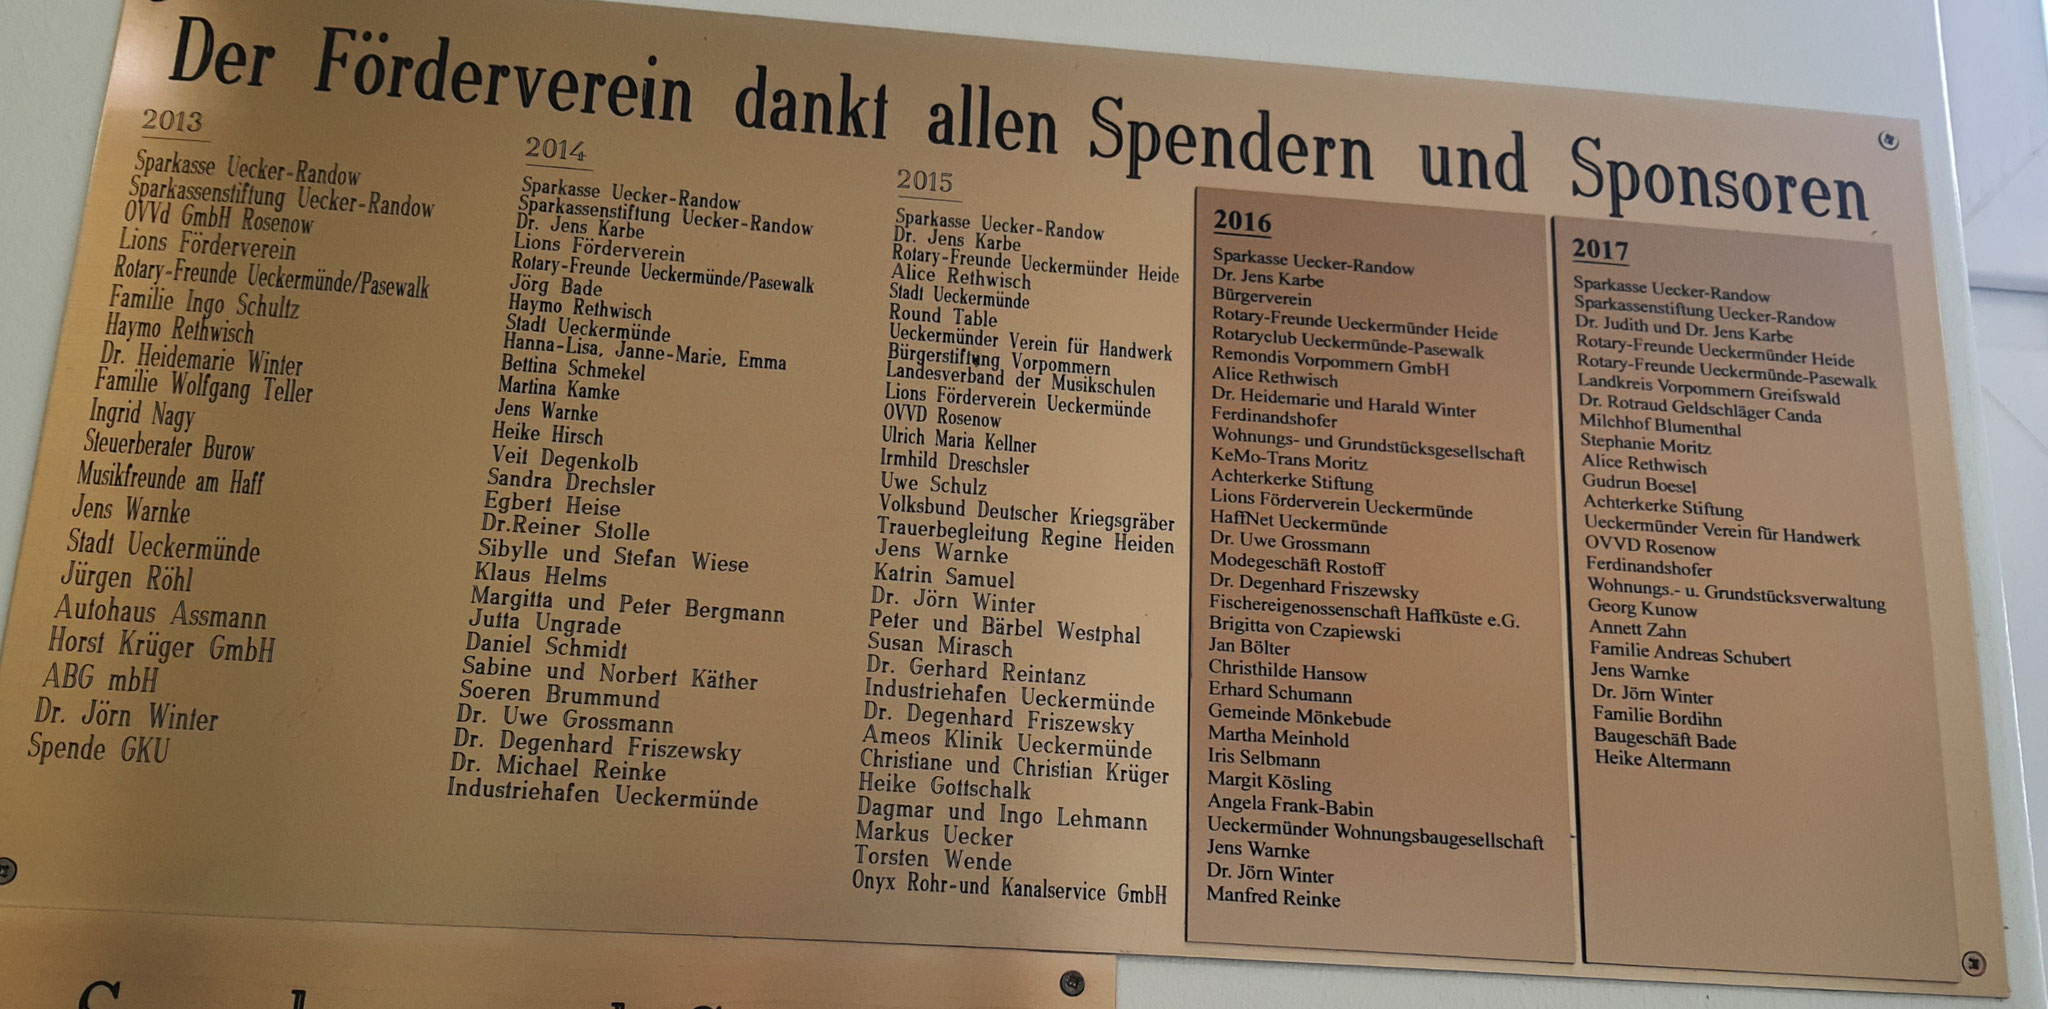 Der Förderverein dankt allen Spendern und Sponsoren
2013
Sparkasse Uecker-Randow
Sparkassenstiftung Uecker-Randow
OVVd GmbH Rosenow
Lions Förderverein
Rotary-Freunde Ueckermünde/Pasewalk
Familie Ingo Schultz
Haymo Rethwisch
Dr. Heidemarie Winter
Familie Wolfgang Teller
Ingrid Nagy
Steuerberater Burow
Musikfreunde am Haff
Jens Warnke
Stadt Ueckermünde
Jürgen Röhl
Autohaus Assmann
Horst Krüger GmbH
ABG mbH
Dr. Jörn Winter
Spende GKU
2014
Sparkasse Uecker-Randow
Sparkassenstiftung Uecker-Randow
Dr. Jens Karbe
Lions Förderverein
Rotary-Freunde Ueckermünde/Pasewalk
Jörg Bade
Haymo Rethwisch
Stadt Ueckermünde
Hanna-Lisa, Janne-Marie, Emma
Bettina Schmekel
Martina Kamke
Jens Warnke
Heike Hirsch
Veit Degenkolb
Sandra Drechsler
Egbert Heise
Dr.Reiner Stolle
Sibylle und Stefan Wiese
Klaus Helms
Margitta und Peter Bergmann
Jutta Ungrade
Daniel Schmidt
Sabine und Norbert Käther
Soeren Brummund
Dr. Uwe Grossmann
Dr. Degenhard Friszewsky
Dr. Michael Reinke
Industriehafen Ueckermünde
2015
Sparkasse Uecker-Randow
Dr. Jens Karbe
Rotary-Freunde Ueckermünder Heide
Alice Rethwisch
Stadt Ueckermünde
Round Table
Ueckermünder Verein für Handwerk
Bürgerstiftung Vorpommern
Landesverband der Musikschulen
Lions Förderverein Ueckermünde
OVVD Rosenow
Ulrich Maria Kellner
Irmhild Dreschsler
Uwe Schulz
Volksbund Deutscher Kriegsgräber
Trauerbegleitung Regine Heiden
Jens Warnke
Katrin Samuel
Dr. Jörn Winter
Peter und Bärbel Westphal
Susan Mirasch
Dr. Gerhard Reintanz
Industriehafen Ueckermünde
Dr. Degenhard Friszewsky
Ameos Klinik Ueckermünde
Christiane und Christian Krüger
Heike Gottschalk
Dagmar und Ingo Lehmann
Markus Uecker
Torsten Wende
Onyx Rohr-und Kanalservice GmbH
2016
Sparkasse Uecker-Randow
Dr. Jens Karbe
Bürgerverein
Rotary-Freunde Ueckermünder Heide
Rotaryclub Ueckermünde-Pasewalk
Remondis Vorpommern GmbH
Alice Rethwisch
Dr. Heidemarie und Harald Winter
Ferdinandshofer
Wohnungs- und Grundstücksgesellschaft
KeMo-Trans Moritz
Achterkerke Stiftung
Lions Förderverein Ueckermünde
HaffNet Ueckermünde
Dr. Uwe Grossmann
Modegeschäft Rostoff
Dr. Degenhard Friszewsky
Fischereigenossenschaft Haffküste e.G.
Brigitta von Czapiewski
Jan Bölter
Christhilde Hansow
Erhard Schumann
Gemeinde Mönkebude
Martha Meinhold
Iris Selbmann
Margit Kösling
Angela Frank-Babin
Ueckermünder Wohnungsbaugesellschaft
Jens Warnke
Dr. Jörn Winter
Manfred Reinke
2017
Sparkasse Uecker-Randow
Sparkassenstiftung Uecker-Randow
Dr. Judith und Dr. Jens Karbe
Rotary-Freunde Ueckermünder Heide
Rotary-Freunde Ueckermünde-Pasewalk
Landkreis Vorpommern Greifswald
Dr. Rotraud Geldschläger Canda
Milchhof Blumenthal
Stephanie Moritz
Alice Rethwisch
Gudrun Boesel
Achterkerke Stiftung
Ueckermünder Verein für Handwerk
OVVD Rosenow
Ferdinandshofer
Wohnungs.- u. Grundstücksverwaltung
Georg Kunow
Annett Zahn
Familie Andreas Schubert
Jens Warnke
Dr. Jörn Winter
Familie Bordihn
Baugeschäft Bade
Heike Altermann